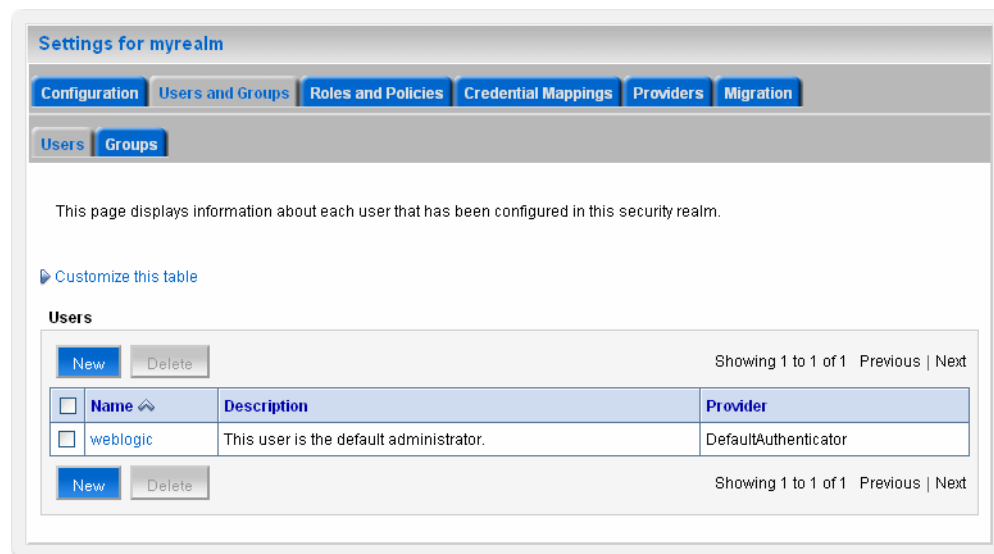 Settings for myrealm
Configuration Users and Groups Roles and Policies Credential Mappings Providers Migration
Users Groups
This page displays information about each user that has been configured in this security realm.
Customize this table
Users
New Delete Showing 1 to 1 of 1 Previous | Next
Name Description Provider
weblogic This user is the default administrator. DefaultAuthenticator
New Delete Showing 1 to 1 of 1 Previous | Next